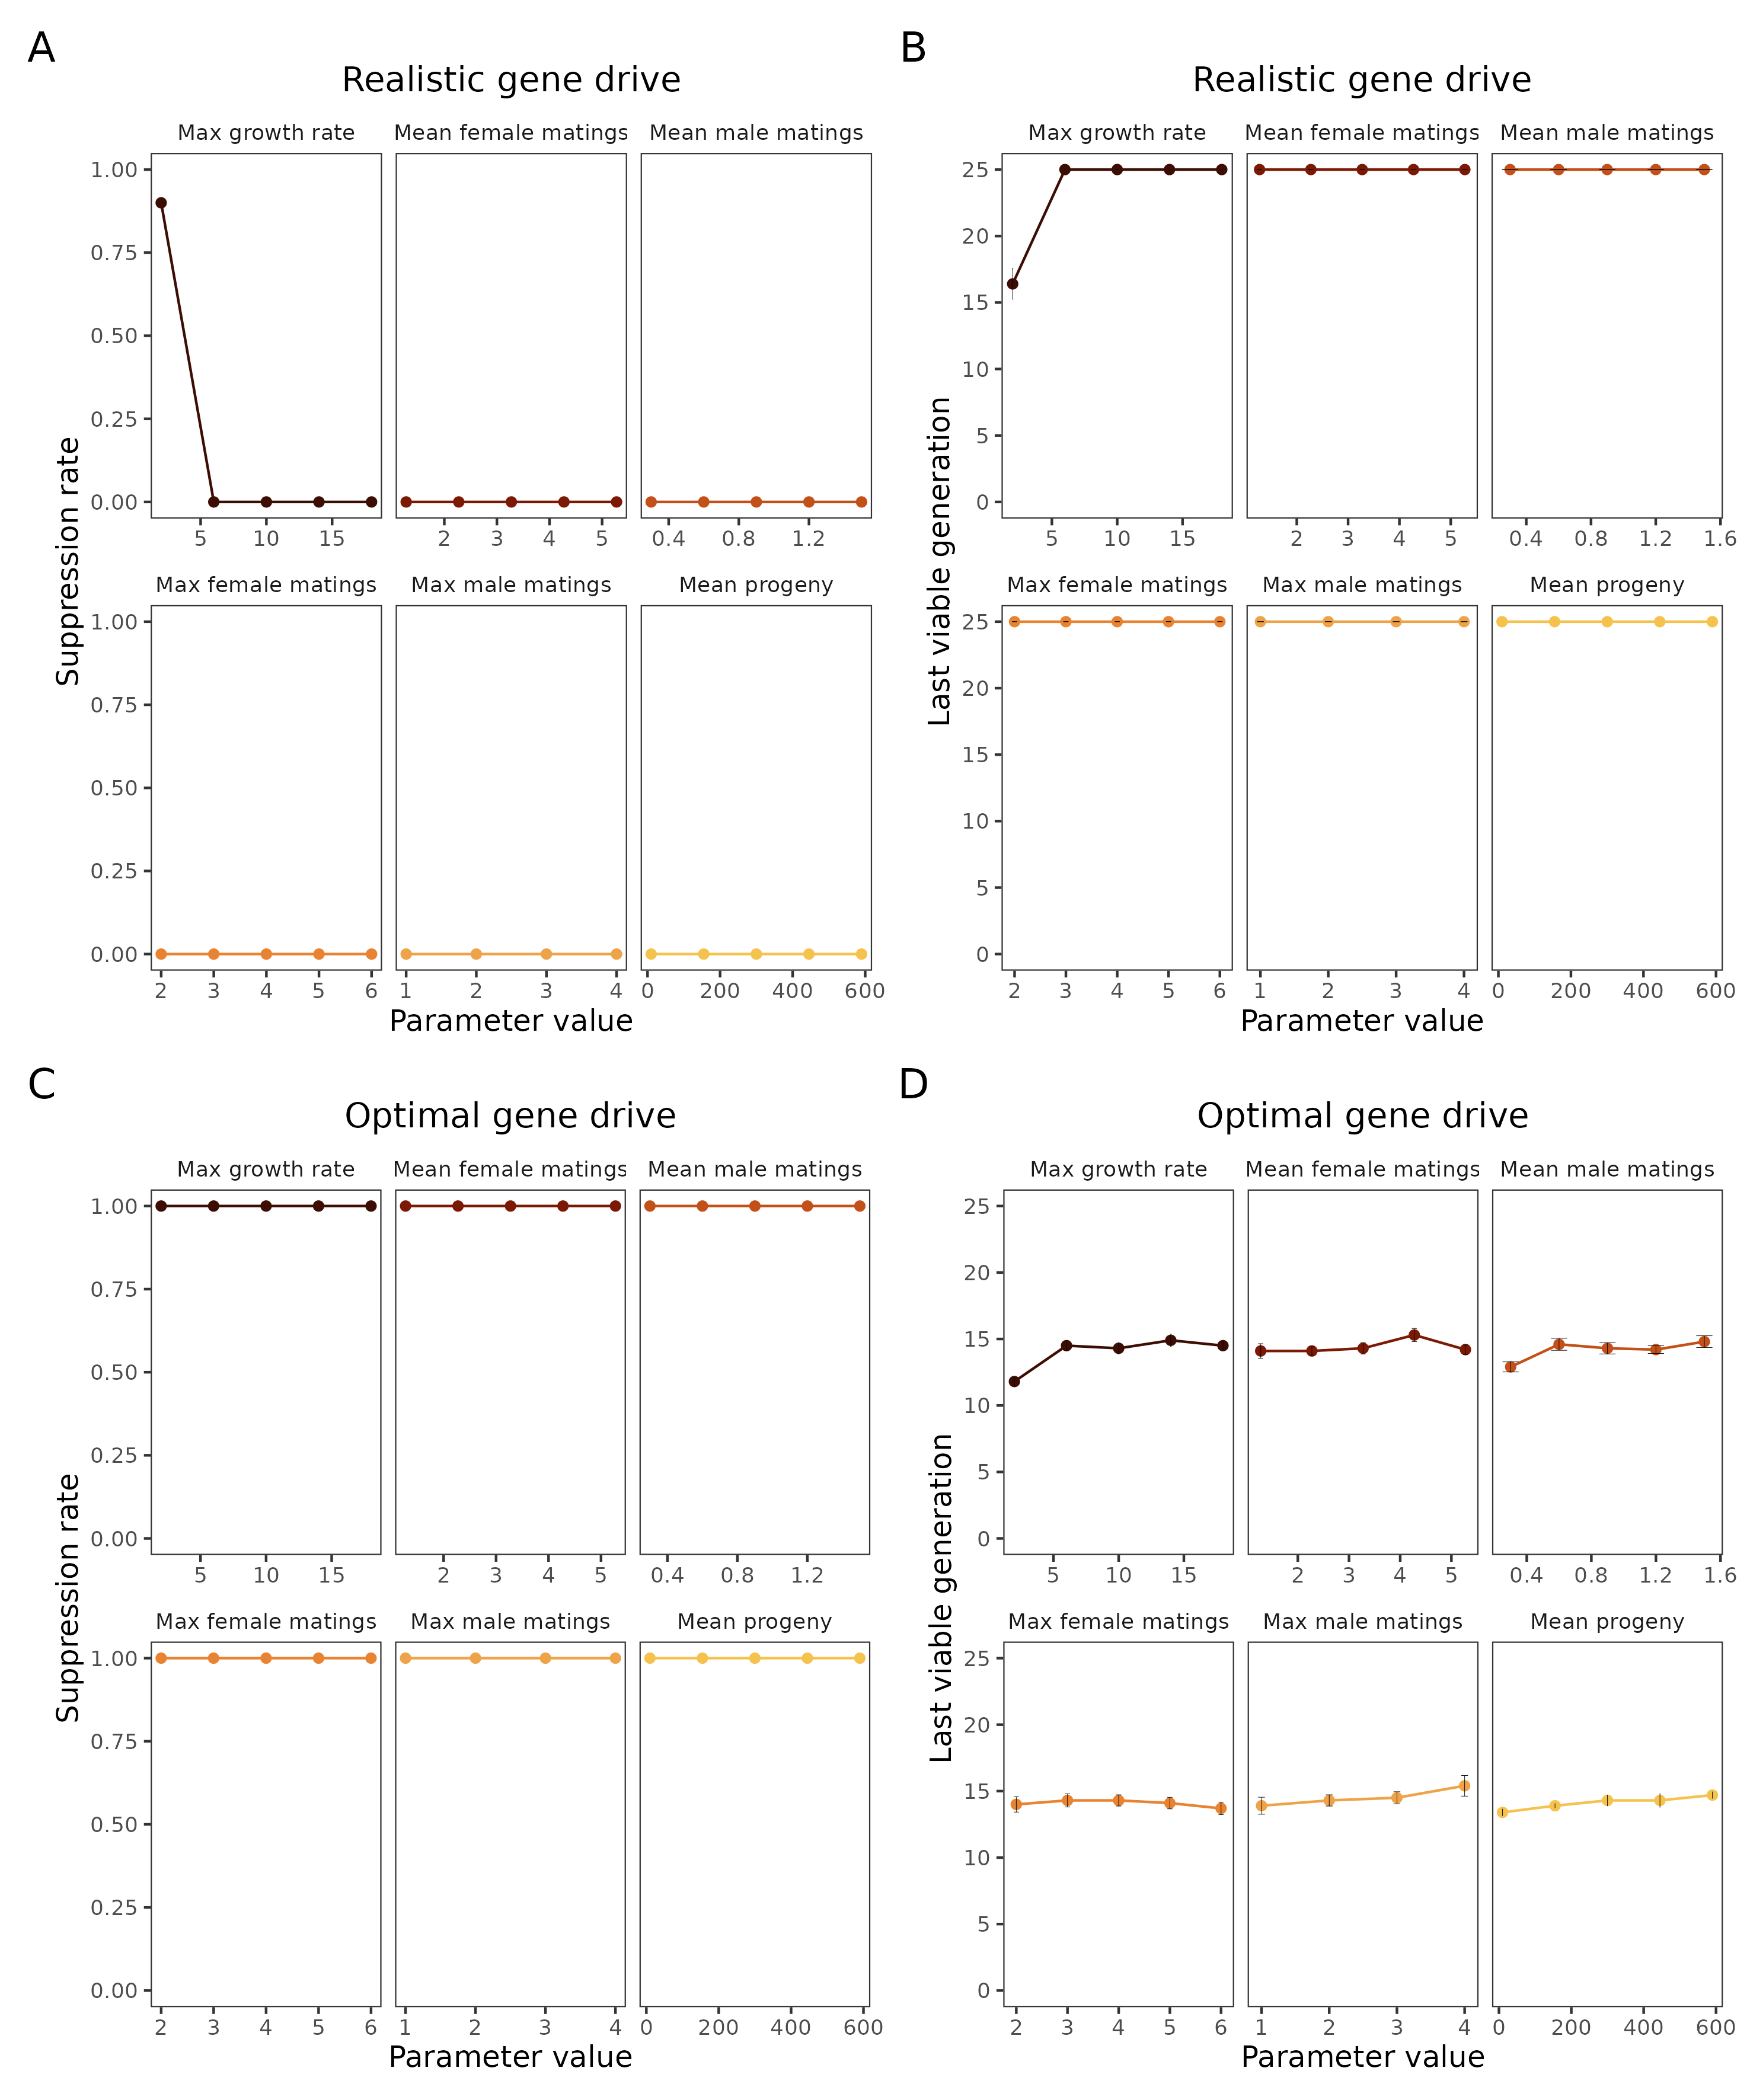 A
Realistic gene drive
Max growth rate Mean female matings Mean male matings
1.00
0.75
0.50
0.25
0.00
5 10 15 2 3 4 5 0.4 0.8 1.2
Max female matings Max male matings Mean progeny
1.00
0.75
0.50
0.25
0.00
2 3 4 5 6 1 2 3 4 0 200 400 600
Suppression rate
Parameter value
B
Realistic gene drive
Max growth rate Mean female matings Mean male matings
25
20
15
10
5
0
5 10 15 2 3 4 5 0.4 0.8 1.2 1.6
Max female matings Max male matings Mean progeny
25
20
15
10
5
0
2 3 4 5 6 1 2 3 4 0 200 400 600
Last viable generation
Parameter value
C
Optimal gene drive
Max growth rate Mean female matings Mean male matings
1.00
0.75
0.50
0.25
0.00
5 10 15 2 3 4 5 0.4 0.8 1.2
Max female matings Max male matings Mean progeny
1.00
0.75
0.50
0.25
0.00
2 3 4 5 6 1 2 3 4 0 200 400 600
Suppression rate
Parameter value
D
Optimal gene drive
Max growth rate Mean female matings Mean male matings
25
20
15
10
5
0
5 10 15 2 3 4 5 0.4 0.8 1.2 1.6
Max female matings Max male matings Mean progeny
25
20
15
10
5
0
2 3 4 5 6 1 2 3 4 0 200 400 600
Last viable generation
Parameter value